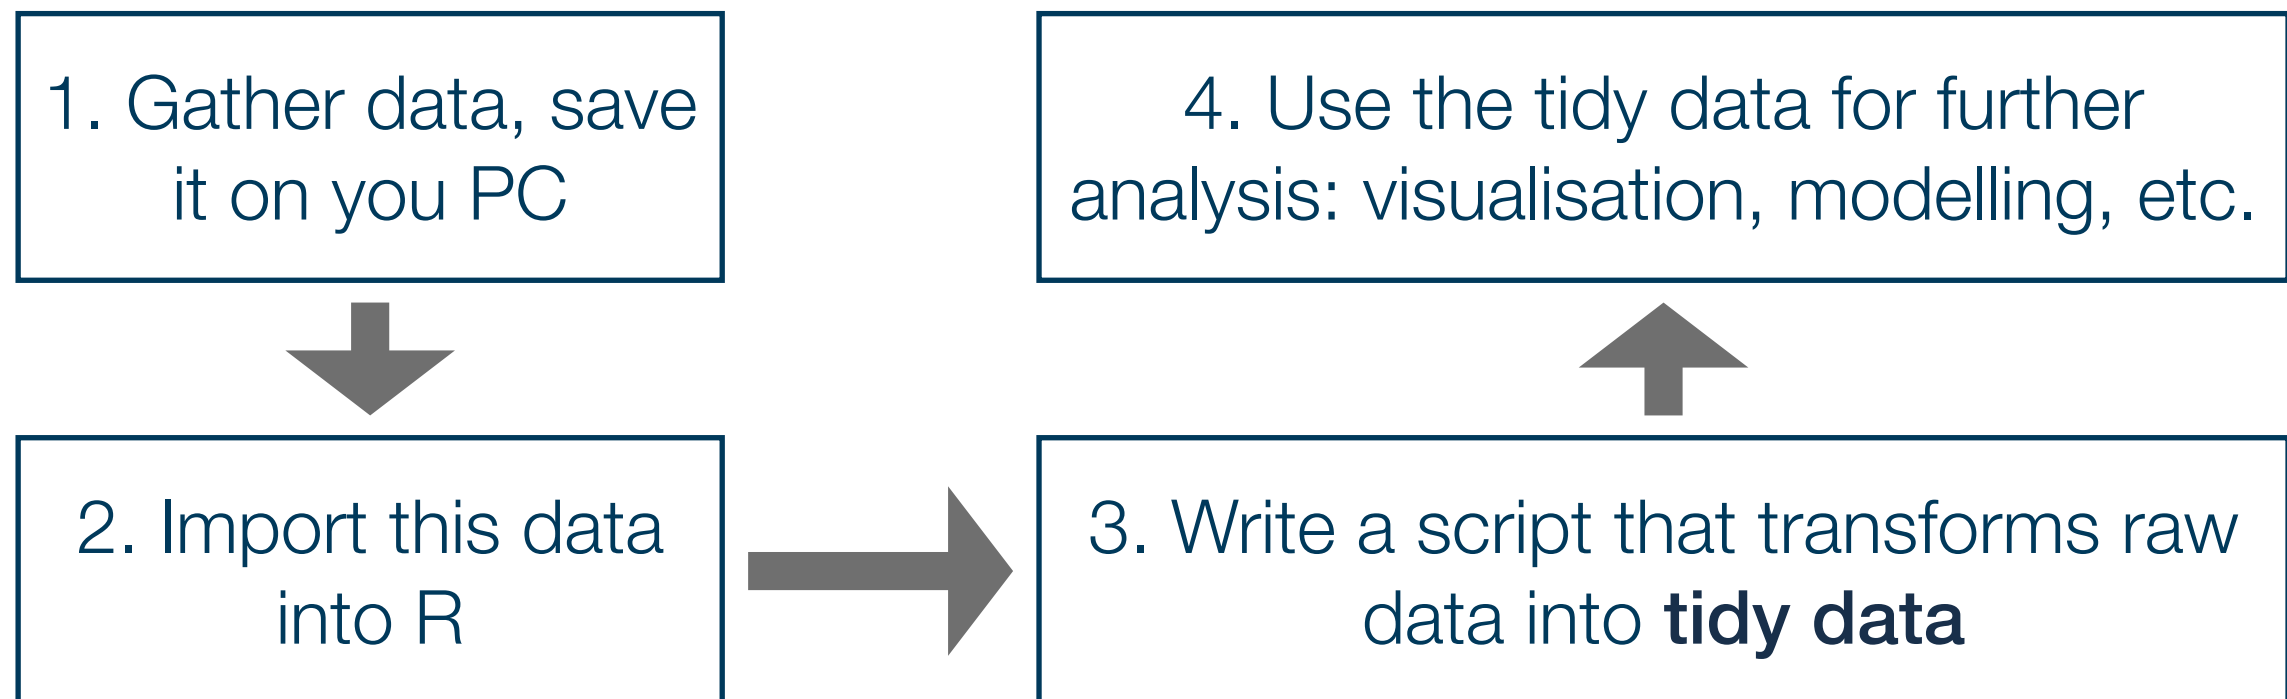 1. Gather data, save
it on you PC
2. Import this data
into R
3. Write a script that transforms raw
data into tidy data
4. Use the tidy data for further
analysis: visualisation, modelling, etc.